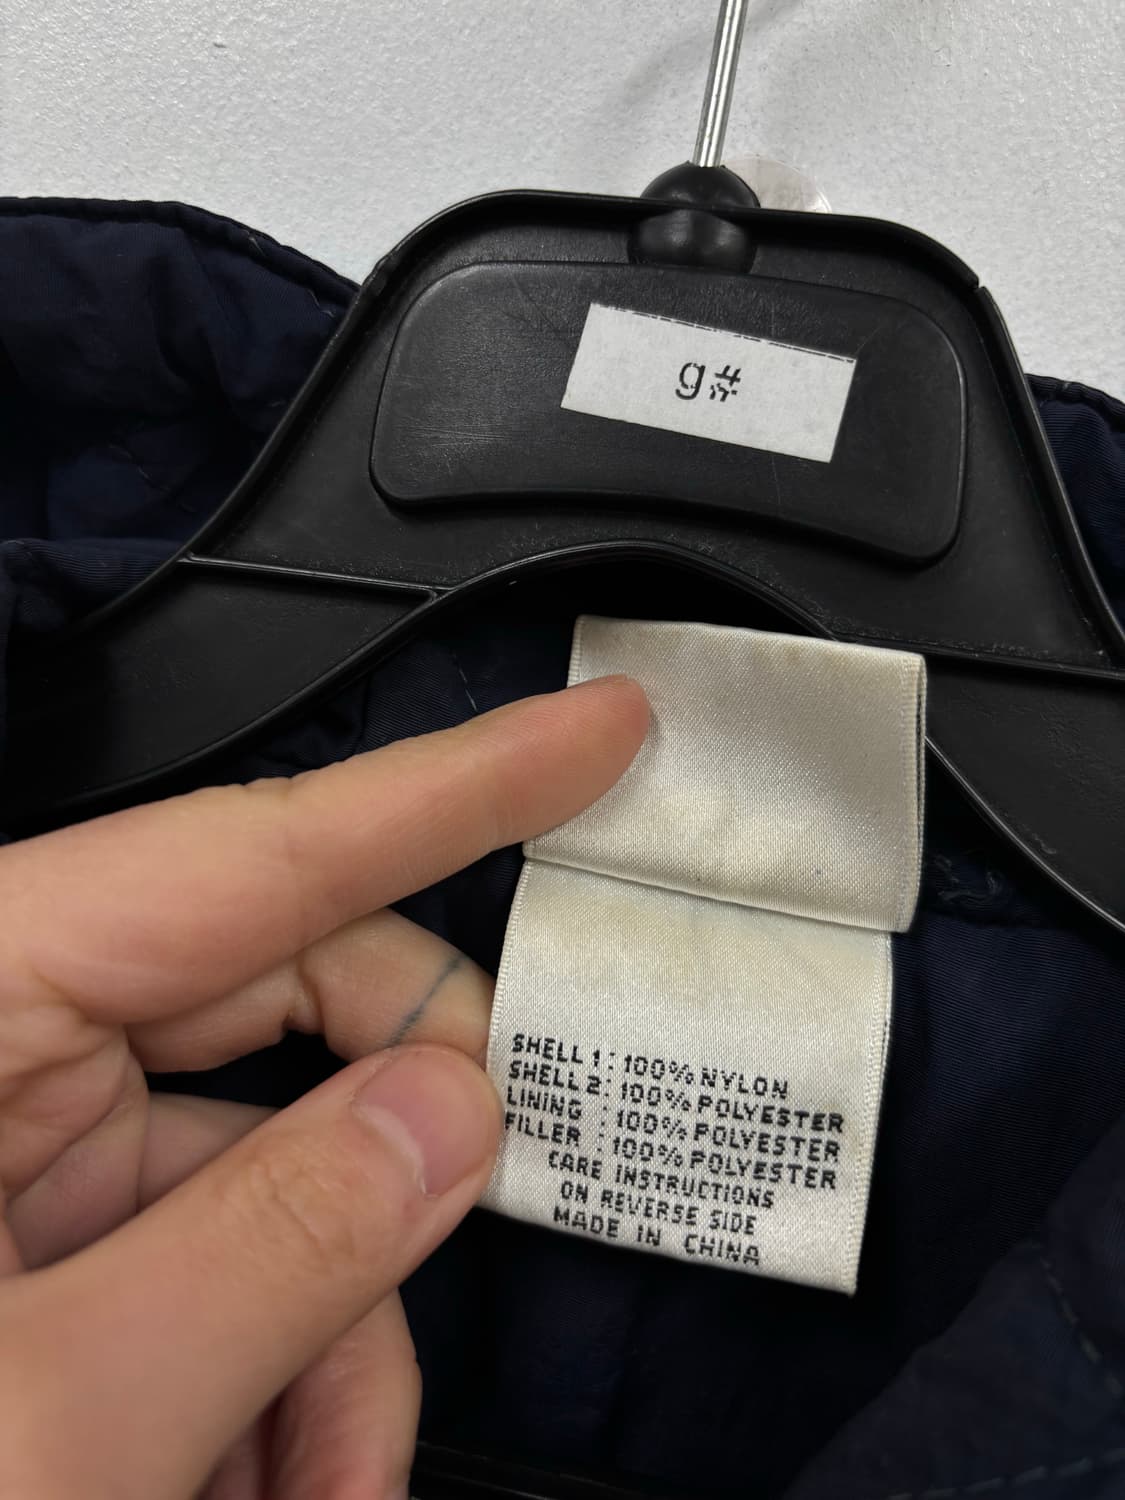 g#
SHELL 1: 100% NYLON
SHELL 2: 100% POLYESTER
LINING : 100% POLYESTER
FILLER : 100% POLYESTER
CARE INSTRUCTIONS
ON REVERSE SIDE
MADE IN CHINA